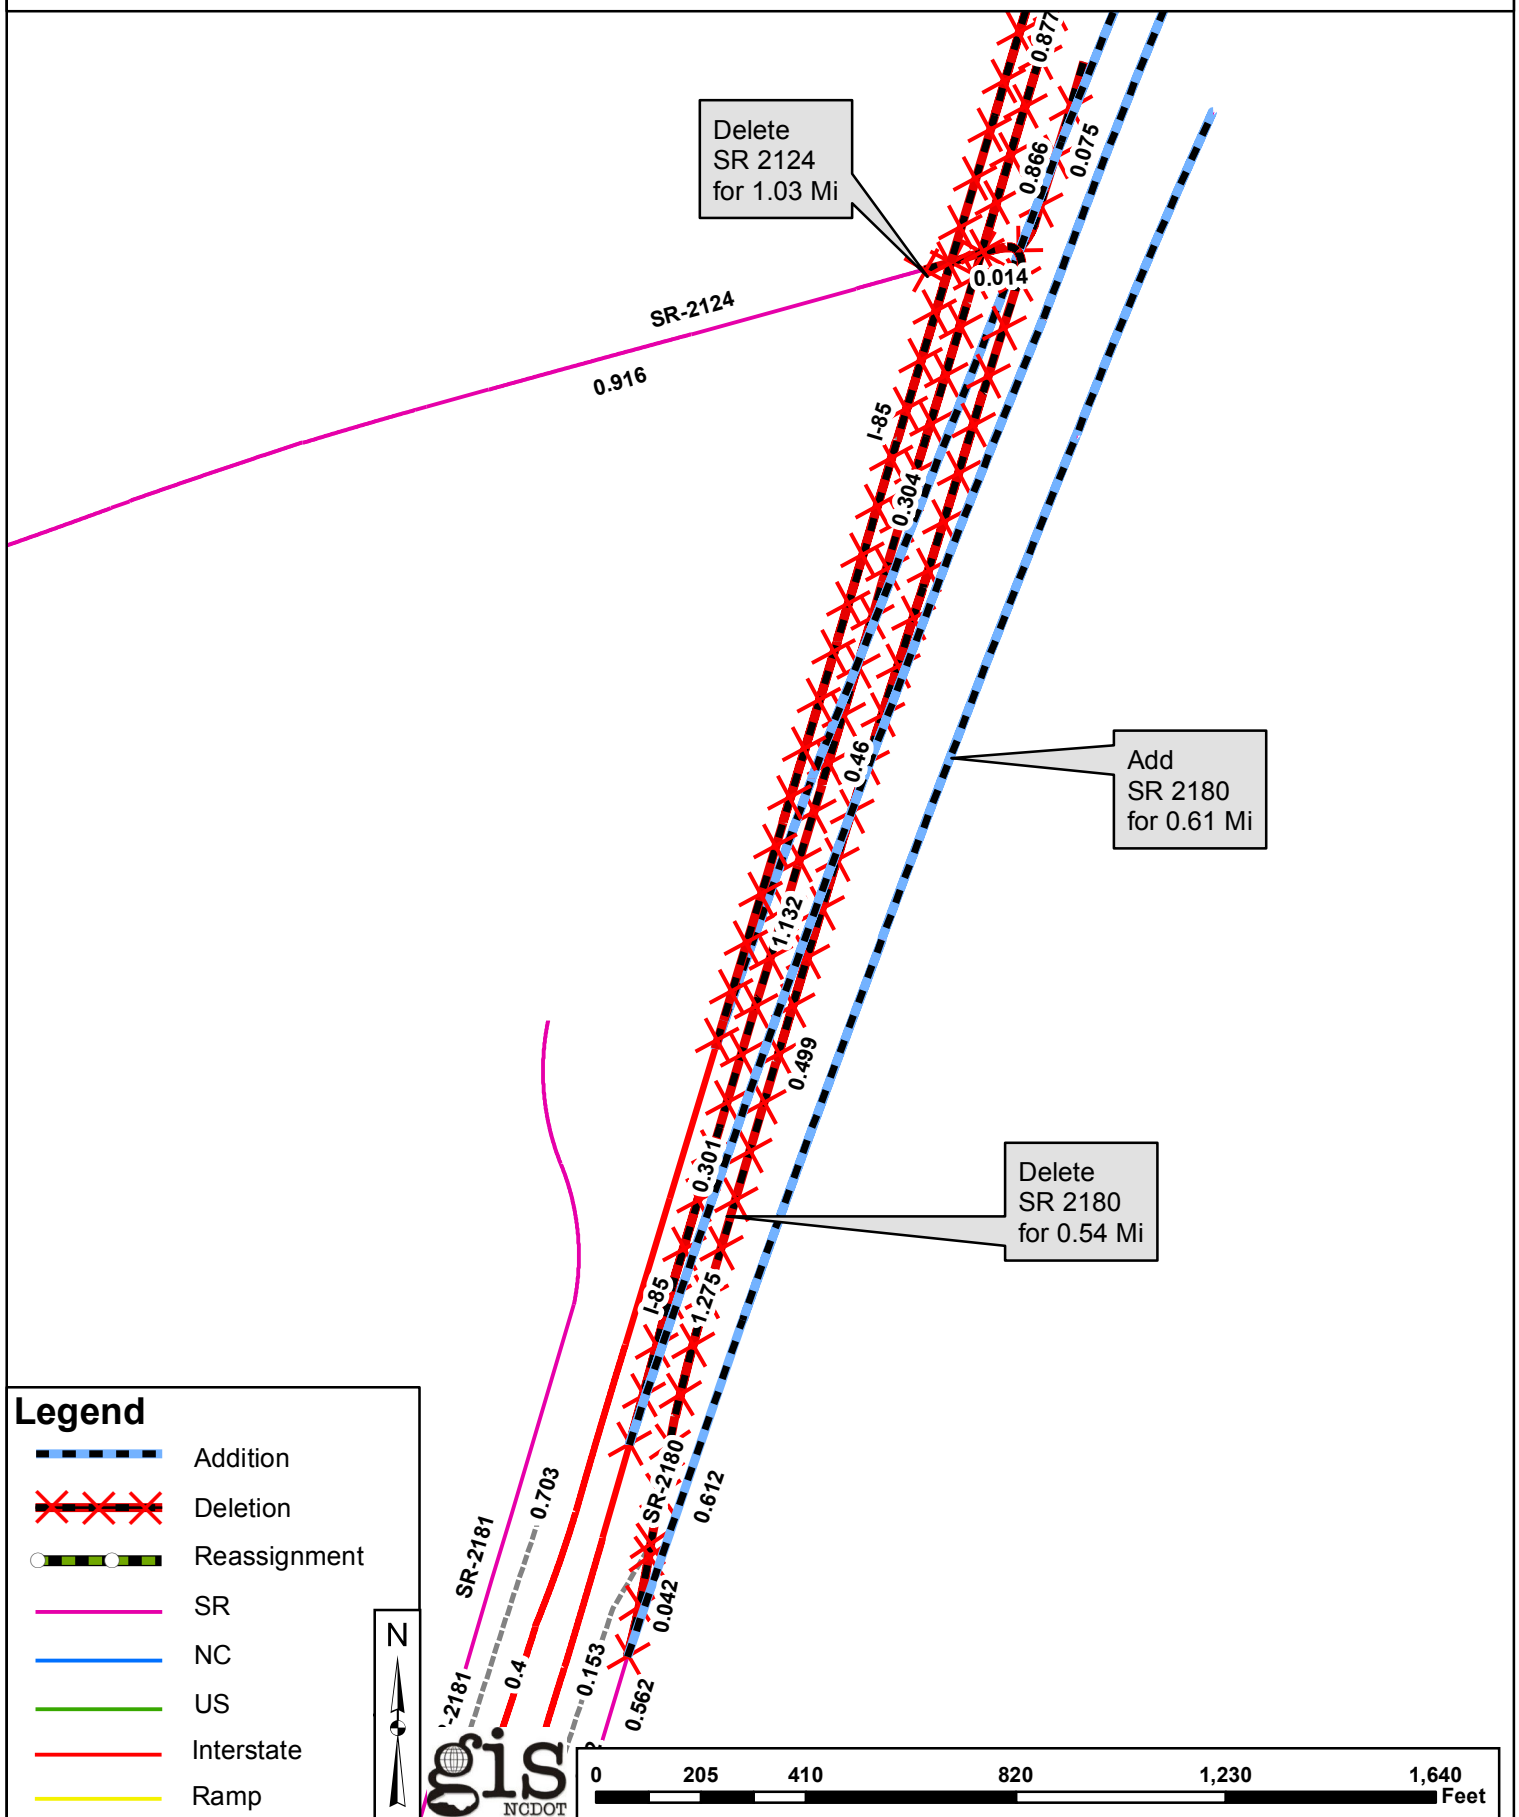 0.877
Delete
SR 2124
for 1.03 Mi
0.866
0.075
0.014
SR-2124
0.916
I-85
0.304
0.46
Add
SR 2180
for 0.61 Mi
1.132
0.499
0.301
Delete
SR 2180
for 0.54 Mi
I-85
1.275
SR-2180
0.612
0.703
SR-2181
0.042
0.153
0.4
0.562
-2181
Legend
Addition
Deletion
Reassignment
SR
NC
US
Interstate
Ramp
N
gis
NCDOT
0 205 410 820 1,230 1,640
Feet